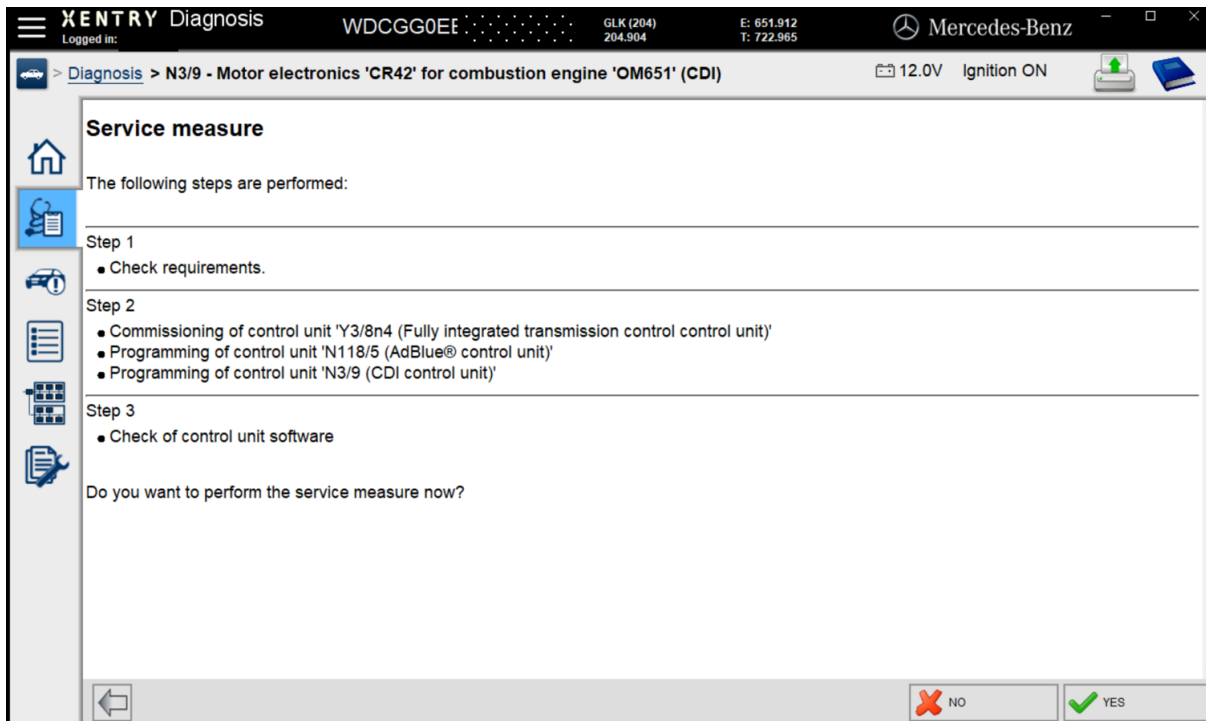 XENTRY Diagnosis
Logged in:
WDCGG0EE
GLK (204)
204.904
E: 651.912
T: 722.965
Mercedes-Benz
> Diagnosis > N3/9 - Motor electronics 'CR42' for combustion engine 'OM651' (CDI)
12.0V Ignition ON
Service measure
The following steps are performed:
Step 1
• Check requirements.
Step 2
• Commissioning of control unit 'Y3/8n4 (Fully integrated transmission control control unit)'
• Programming of control unit 'N118/5 (AdBlue® control unit)'
• Programming of control unit 'N3/9 (CDI control unit)'
Step 3
• Check of control unit software
Do you want to perform the service measure now?
NO
YES